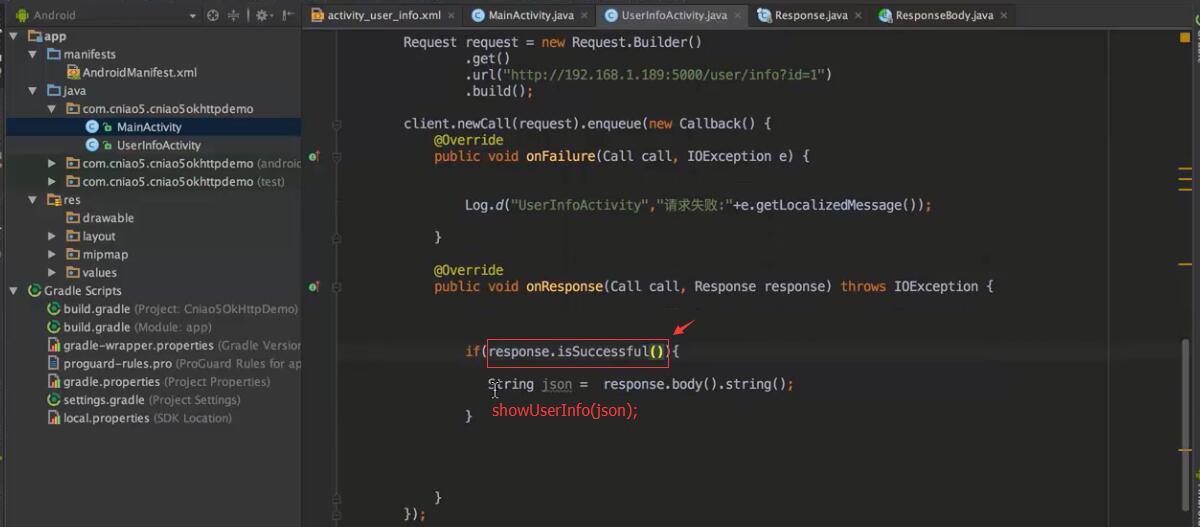 Android
activity_user_info.xml
MainActivity.java
UserInfoActivity.java
Response.java
ResponseBody.java
app
manifests
AndroidManifest.xml
java
com.cniao5.cniao5okhttpdemo
MainActivity
UserInfoActivity
com.cniao5.cniao5okhttpdemo (android
com.cniao5.cniao5okhttpdemo (test)
res
drawable
layout
mipmap
values
Gradle Scripts
build.gradle (Project: Cniao5OkHttpDemo)
build.gradle (Module: app)
gradle-wrapper.properties (Gradle Version
proguard-rules.pro (ProGuard Rules for ap
gradle.properties (Project Properties)
settings.gradle (Project Settings)
local.properties (SDK Location)
Request request = new Request.Builder()
.get()
.url("http://192.168.1.189:5000/user/info?id=1")
.build();
client.newCall(request).enqueue(new Callback() {
@Override
public void onFailure(Call call, IOException e) {
Log.d("UserInfoActivity","请求失败:"+e.getLocalizedMessage());
}
@Override
public void onResponse(Call call, Response response) throws IOException {
if(response.isSuccessful()){
String json =  response.body().string();
showUserInfo(json);
}
}
});